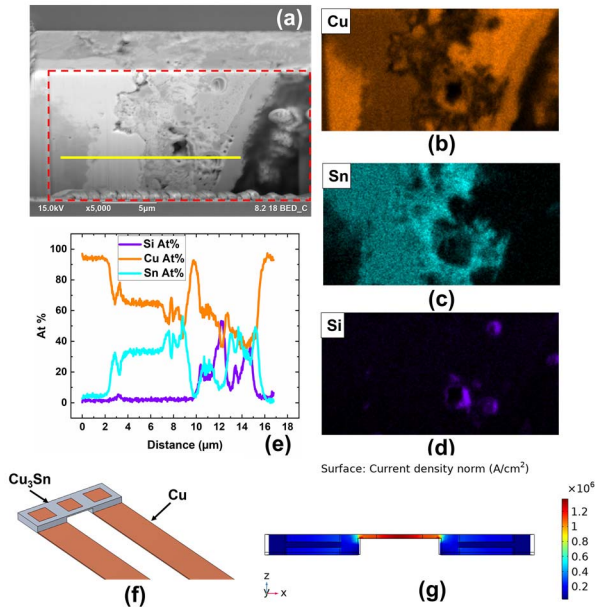 (a)
15.0kV x5,000 5µm 8.2 18 BED_C
Cu
(b)
Sn
(c)
Si
(d)
Si At%
Cu At%
Sn At%
At %
100
80
60
40
20
0
0 2 4 6 8 10 12 14 16 18
Distance (µm)
(e)
Cu₃Sn
Cu
(f)
Surface: Current density norm (A/cm²)
×10⁶
1.2
1
0.8
0.6
0.4
0.2
z
y x
(g)